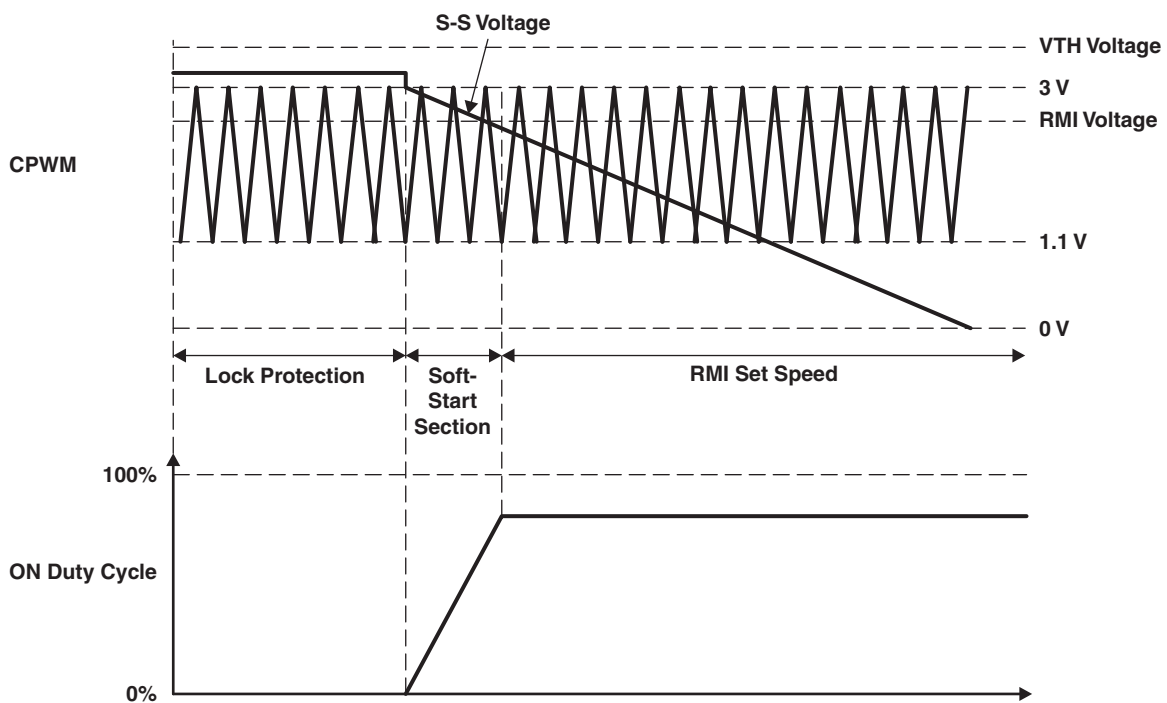 S-S Voltage
VTH Voltage
3 V
RMI Voltage
CPWM
1.1 V
0 V
Lock Protection
Soft-
Start
Section
RMI Set Speed
100%
ON Duty Cycle
0%